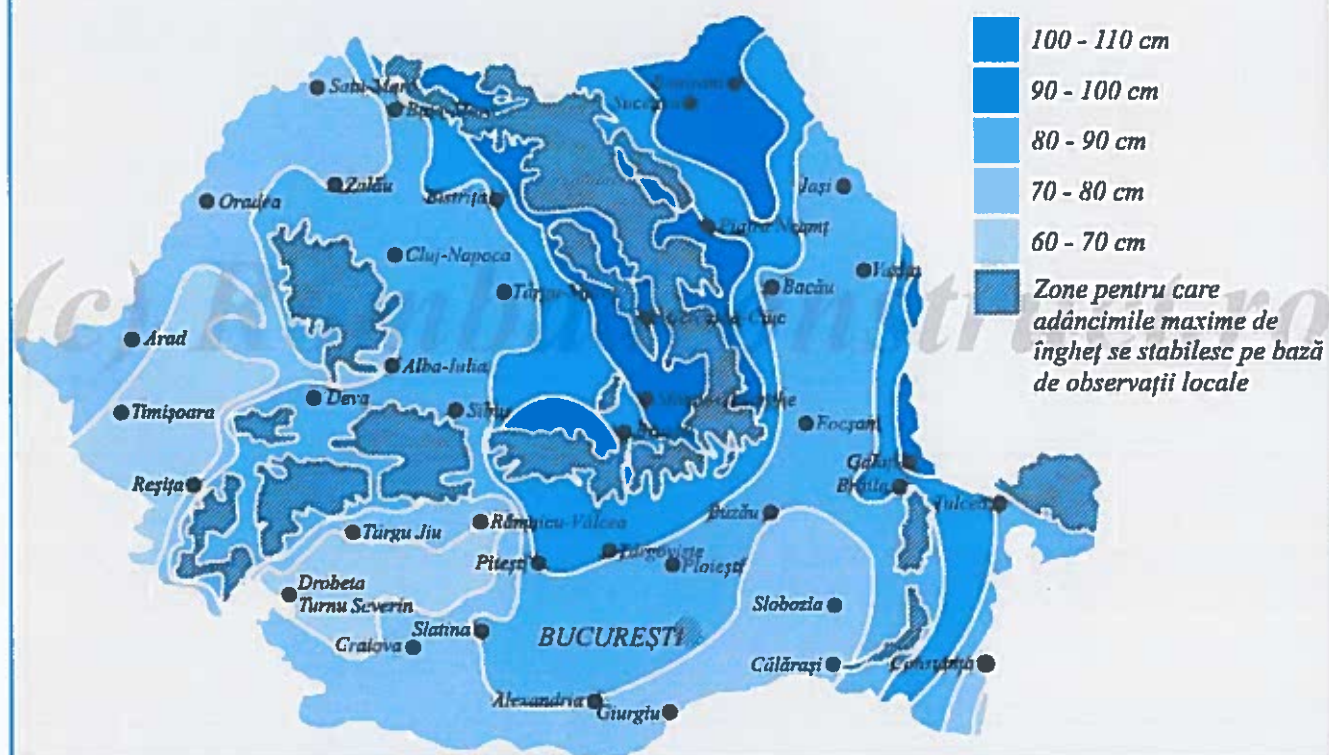 100 - 110 cm
90 - 100 cm
80 - 90 cm
70 - 80 cm
60 - 70 cm
Zone pentru care
adâncimile maxime de
îngheț se stabilesc pe bază
de observații locale
Satu-Mare
Baia-Mare
Suceava
Zalău
Oradea
Bistrița
Iași
Piatra Neamț
Cluj-Napoca
Vaslui
Bacău
Arad
Alba-Iulia
Deva
Timișoara
Sibiu
Focșani
Galați
Reșița
Brăila
Tulcea
Buzău
Râmnicu-Vâlcea
Târgu Jiu
Târgoviște
Pitești
Ploiești
Drobeta
Turnu Severin
Slobozia
Slatina
BUCUREȘTI
Craiova
Călărași
Constanța
Alexandria
Giurgiu
(c)